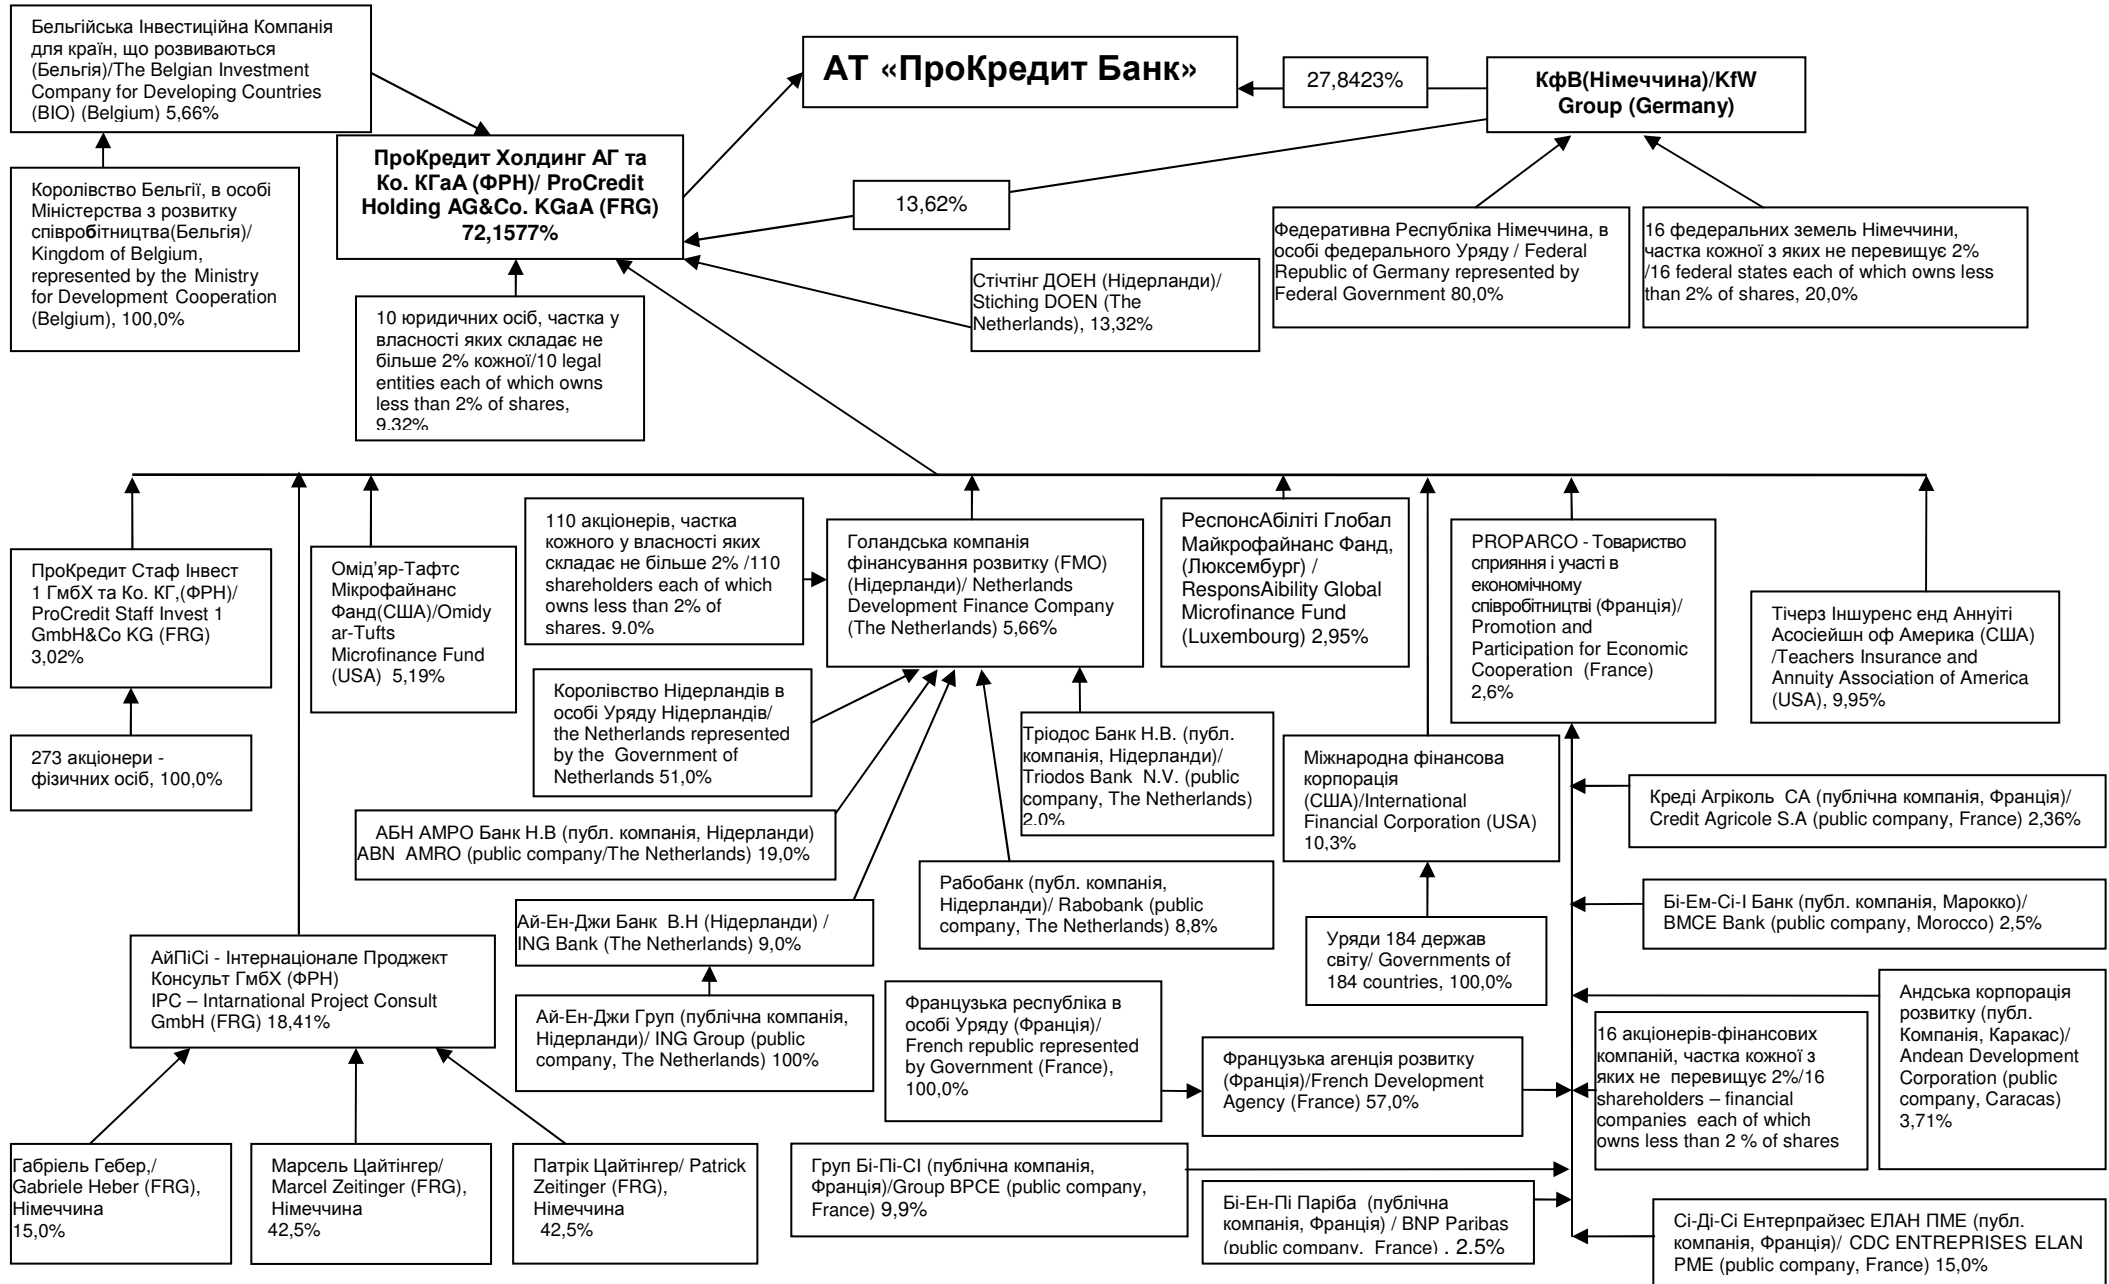 Бельгійська Інвестиційна Компанія
для країн, що розвиваються
(Бельгія)/The Belgian Investment
Company for Developing Countries
(BIO) (Belgium) 5,66%
АТ «ПроКредит Банк»
27,8423%
КфВ(Німеччина)/KfW
Group (Germany)
Королівство Бельгії, в особі
Міністерства з розвитку
співробітництва(Бельгія)/
Kingdom of Belgium,
represented by the Ministry
for Development Cooperation
(Belgium), 100,0%
ПроКредит Холдинг АГ та
Ко. КГаА (ФРН)/ ProCredit
Holding AG&Co. KGaA (FRG)
72,1577%
13,62%
Федеративна Республіка Німеччина, в
особі федерального Уряду / Federal
Republic of Germany represented by
Federal Government 80,0%
16 федеральних земель Німеччини,
частка кожної з яких не перевищує 2%
/16 federal states each of which owns less
than 2% of shares, 20,0%
Стічтінг ДОЕН (Нідерланди)/
Stiching DOEN (The
Netherlands), 13,32%
10 юридичних осіб, частка у
власності яких складає не
більше 2% кожної/10 legal
entities each of which owns
less than 2% of shares,
9.32%
ПроКредит Стаф Інвест
1 ГмбХ та Ко. КГ,(ФРН)/
ProCredit Staff Invest 1
GmbH&Co KG (FRG)
3,02%
Омід'яр-Тафтс
Мікрофайнанс
Фанд(США)/Omidy
ar-Tufts
Microfinance Fund
(USA) 5,19%
110 акціонерів, частка
кожного у власності яких
складає не більше 2% /110
shareholders each of which
owns less than 2% of
shares. 9.0%
Голандська компанія
фінансування розвитку (FMO)
(Нідерланди)/ Netherlands
Development Finance Company
(The Netherlands) 5,66%
РеспонсАбіліті Глобал
Майкрофайнанс Фанд,
(Люксембург) /
ResponsAibility Global
Microfinance Fund
(Luxembourg) 2,95%
PROPARCO - Товариство
сприяння і участі в
економічному
співробітництві (Франція)/
Promotion and
Participation for Economic
Cooperation (France)
2,6%
Тічерз Іншуренс енд Аннуіті
Асосіейшн оф Америка (США)
/Teachers Insurance and
Annuity Association of America
(USA), 9,95%
273 акціонери -
фізичних осіб, 100,0%
Королівство Нідерландів в
особі Уряду Нідерландів/
the Netherlands represented
by the Government of
Netherlands 51,0%
Тріодос Банк Н.В. (публ.
компанія, Нідерланди)/
Triodos Bank N.V. (public
company, The Netherlands)
2.0%
Міжнародна фінансова
корпорація
(США)/International
Financial Corporation (USA)
10,3%
Креді Агріколь СА (публічна компанія, Франція)/
Credit Agricole S.A (public company, France) 2,36%
АБН АМРО Банк Н.В (публ. компанія, Нідерланди)
ABN AMRO (public company/The Netherlands) 19,0%
Рабобанк (публ. компанія,
Нідерланди)/ Rabobank (public
company, The Netherlands) 8,8%
Бі-Ем-Сі-І Банк (публ. компанія, Марокко)/
BMCE Bank (public company, Morocco) 2,5%
Ай-Ен-Джи Банк В.Н (Нідерланди) /
ING Bank (The Netherlands) 9,0%
Уряди 184 держав
світу/ Governments of
184 countries, 100,0%
АйПіСі - Інтернаціонале Проджект
Консульт ГмбХ (ФРН)
IPC – International Project Consult
GmbH (FRG) 18,41%
Ай-Ен-Джи Груп (публічна компанія,
Нідерланди)/ ING Group (public
company, The Netherlands) 100%
Французька республіка в
особі Уряду (Франція)/
French republic represented
by Government (France),
100,0%
Французька агенція розвитку
(Франція)/French Development
Agency (France) 57,0%
16 акціонерів-фінансових
компаній, частка кожної з
яких не перевищує 2%/16
shareholders – financial
companies each of which
owns less than 2 % of shares
Андська корпорація
розвитку (публ.
Компанія, Каракас)/
Andean Development
Corporation (public
company, Caracas)
3,71%
Габріель Гебер,/
Gabriele Heber (FRG),
Німеччина
15,0%
Марсель Цайтінгер/
Marcel Zeitinger (FRG),
Німеччина
42,5%
Патрік Цайтінгер/ Patrick
Zeitinger (FRG),
Німеччина
42,5%
Груп Бі-Пі-СІ (публічна компанія,
Франція)/Group BPCE (public company,
France) 9,9%
Бі-Ен-Пі Паріба (публічна
компанія, Франція) / BNP Paribas
(public company, France) . 2.5%
Сі-Ді-Сі Ентерпрайзес ЕЛАН ПМЕ (публ.
компанія, Франція)/ CDC ENTREPRISES ELAN
PME (public company, France) 15,0%